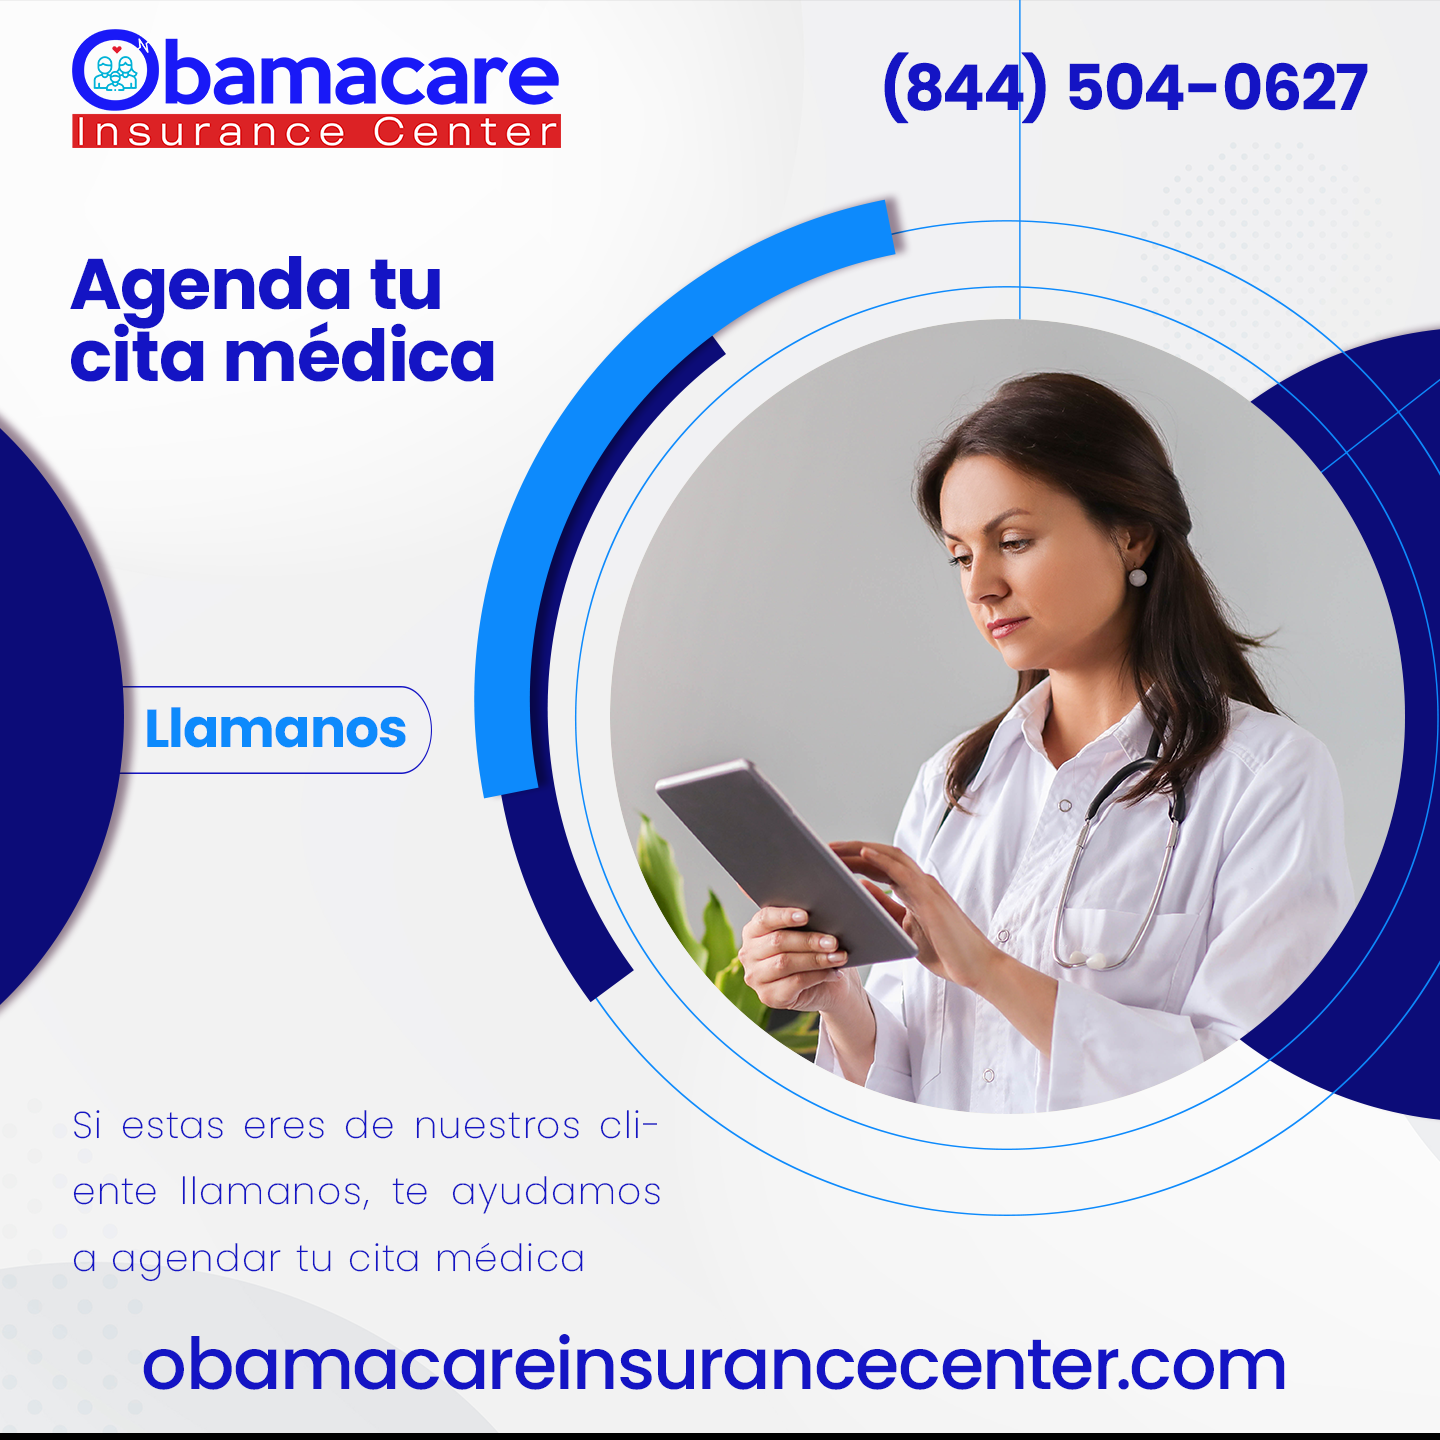 Obamacare
Insurance Center
(844) 504-0627
Agenda tu
cita médica
Llamanos
Si estas eres de nuestros cli-
ente llamanos, te ayudamos
a agendar tu cita médica
obamacareinsurancecenter.com